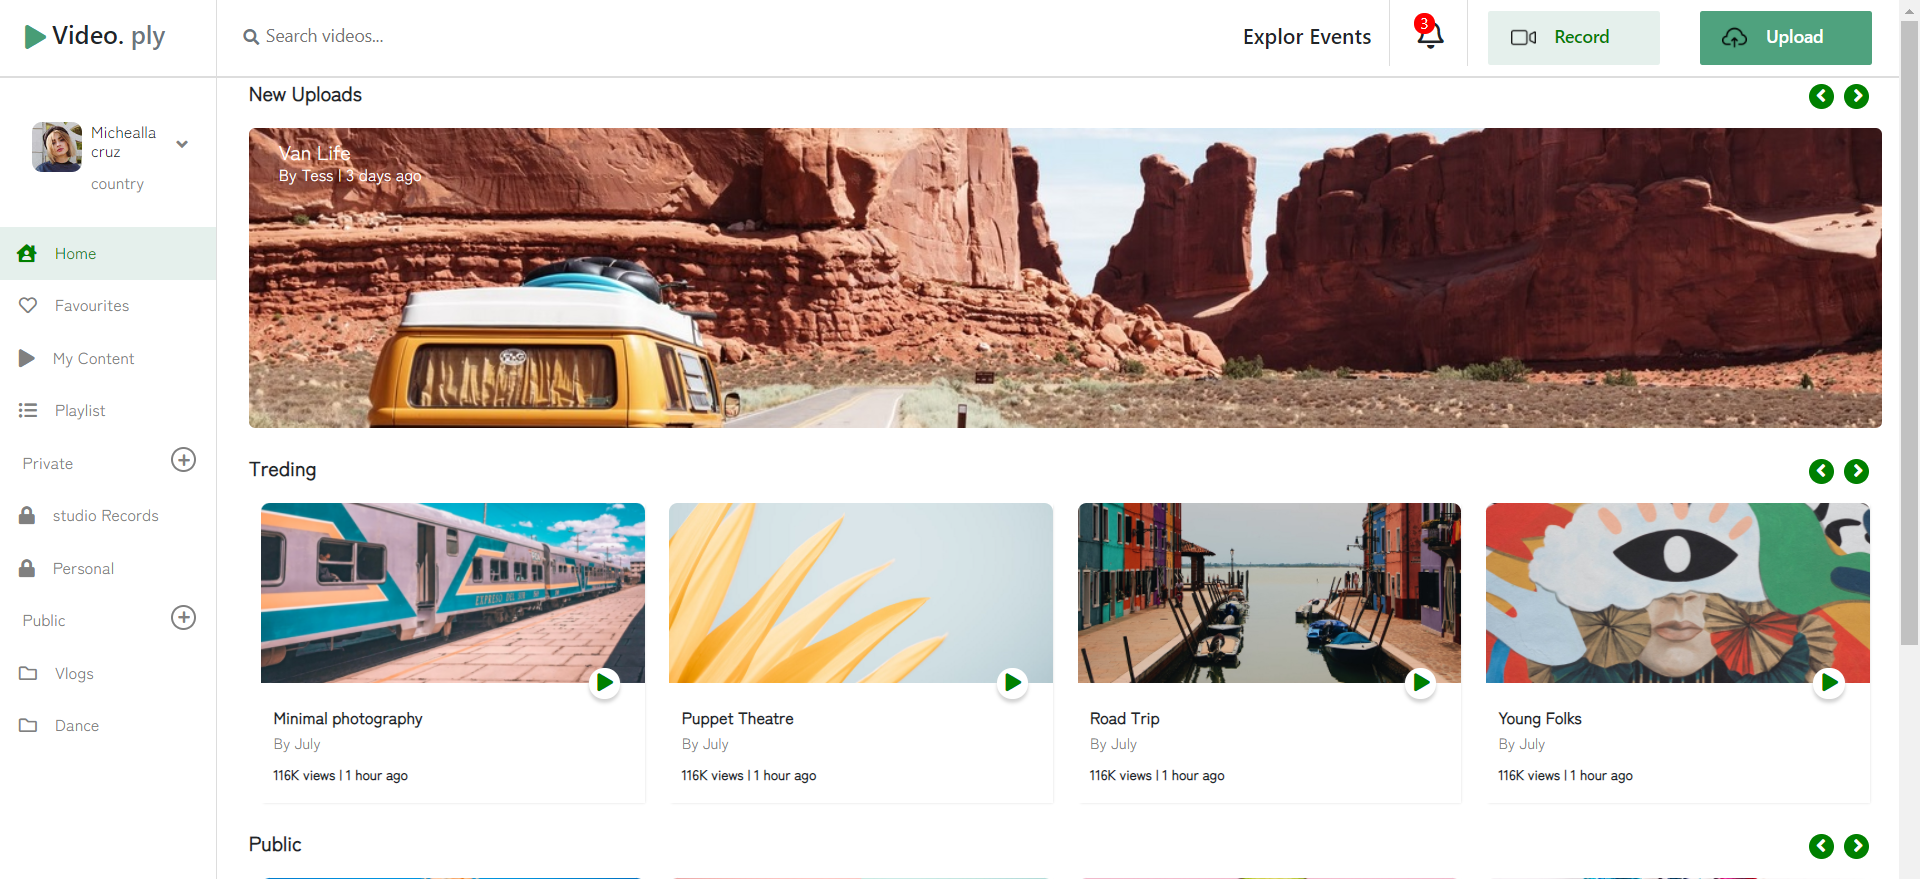 Video. ply
Search videos...
Explor Events
3
Record
Upload
Michealla
cruz
country
Home
Favourites
My Content
Playlist
Private
studio Records
Personal
Public
Vlogs
Dance
New Uploads
Van Life
By Tess | 3 days ago
Treding
Minimal photography
By July
116K views | 1 hour ago
Puppet Theatre
By July
116K views | 1 hour ago
Road Trip
By July
116K views | 1 hour ago
Young Folks
By July
116K views | 1 hour ago
Public